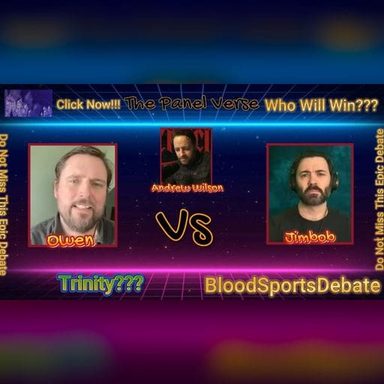 Click Now!!!
The Panel Verse
Who Will Win???
Do Not Miss This Epic Debate
Andrew Wilson
VS
Owen
Jimbob
Do Not Miss This Epic Debate
Trinity???
BloodSportsDebate